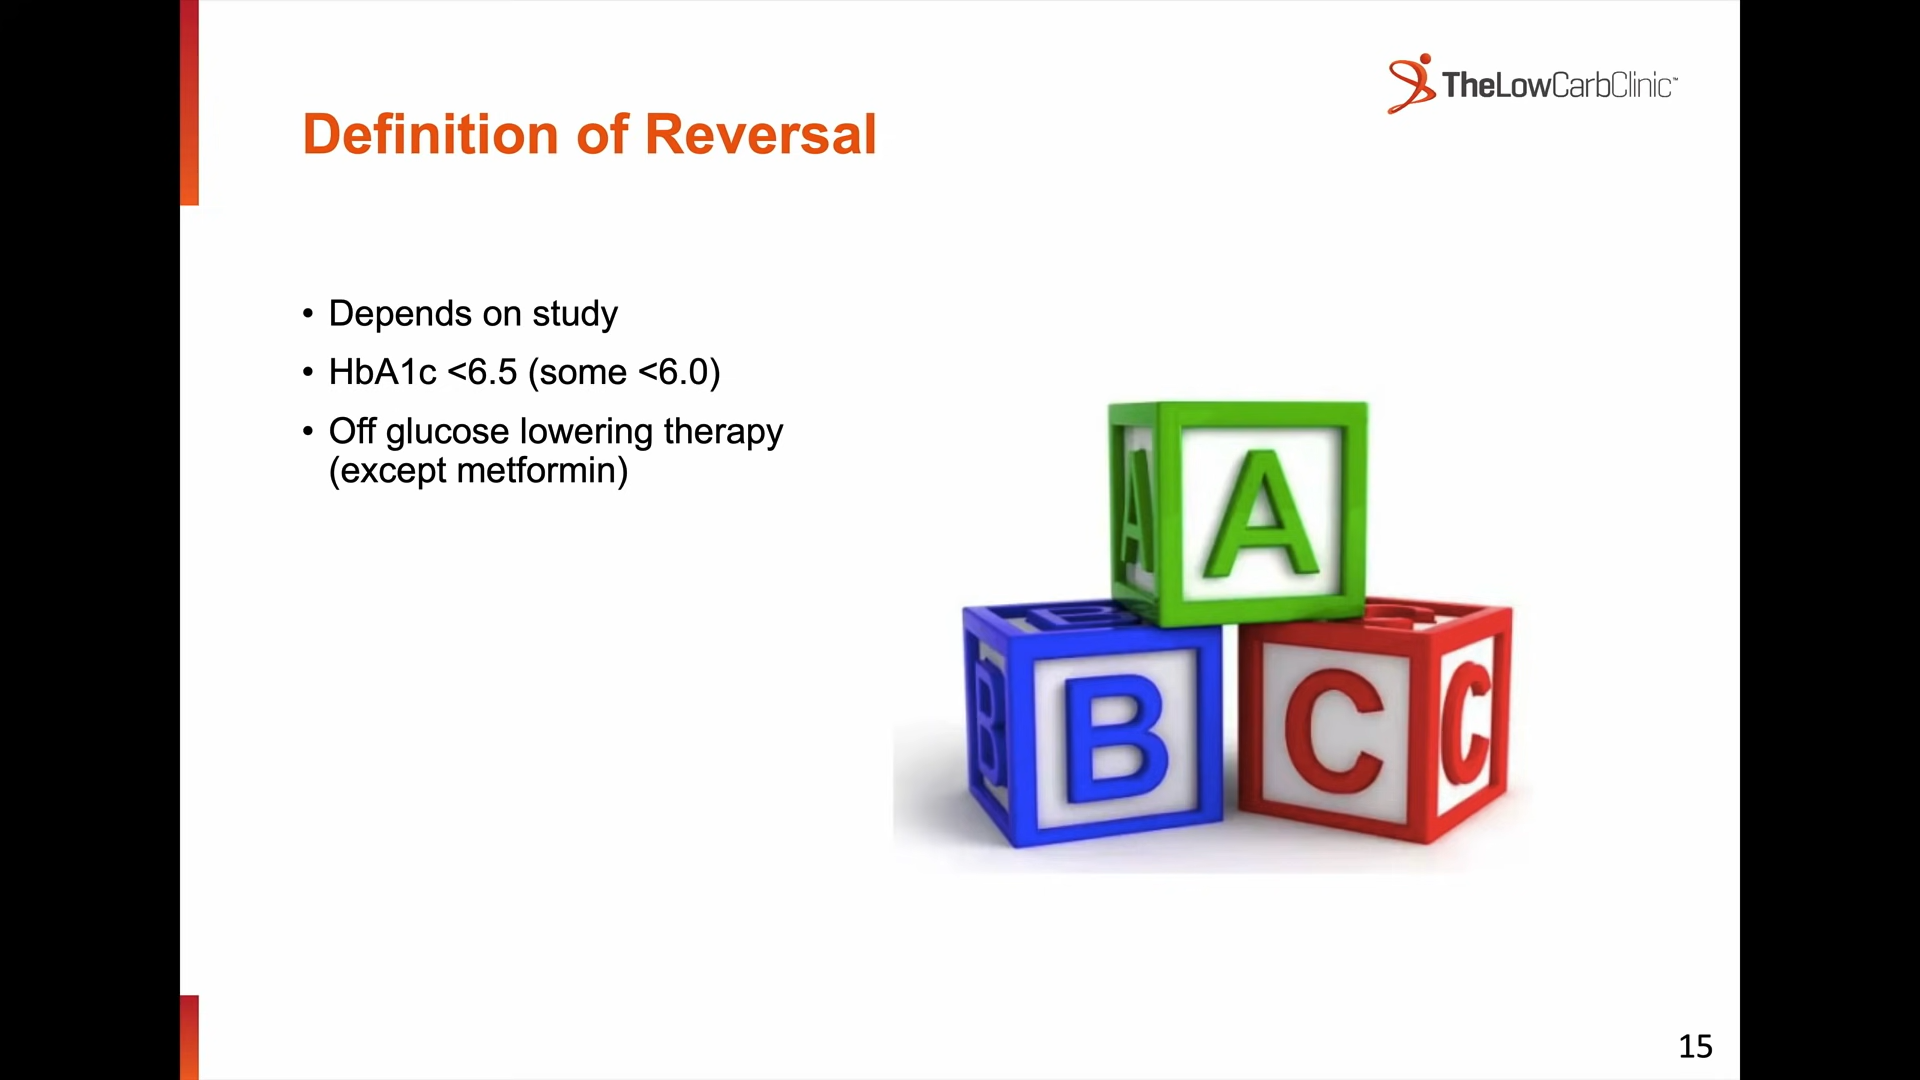 TheLowCarbClinic™
Definition of Reversal
• Depends on study
• HbA1c <6.5 (some <6.0)
• Off glucose lowering therapy
(except metformin)
A A
B B B
C C C
15